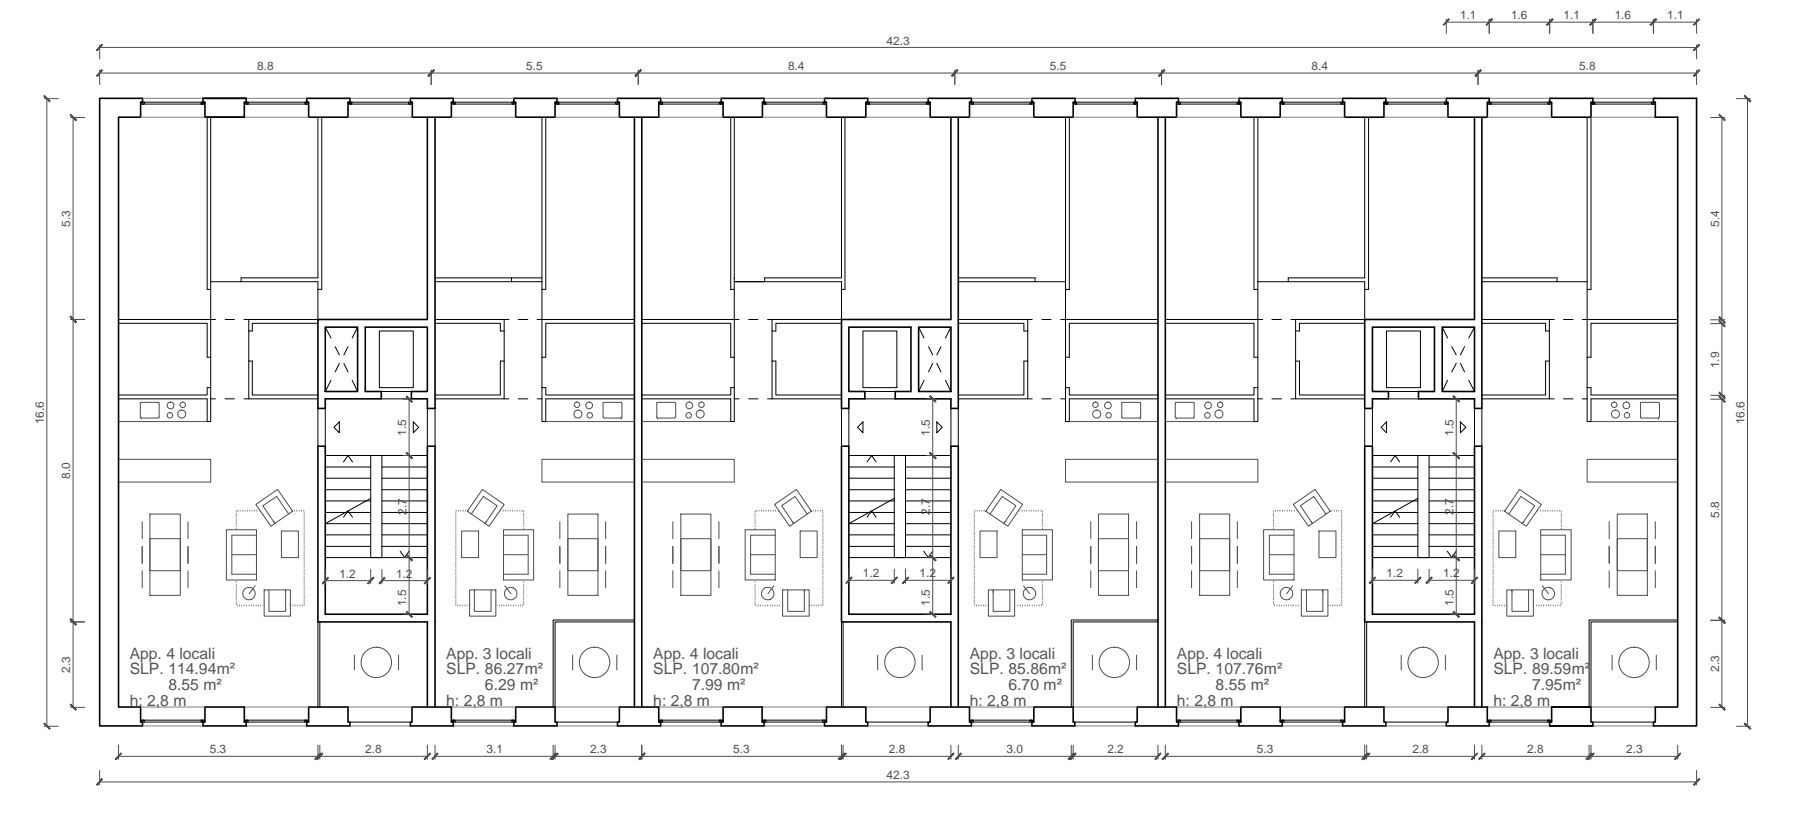 1.1 1.6 1.1 1.6 1.1
42.3
8.8 5.5 8.4 5.5 8.4 5.8
5.3 5.4
1.9
16.6 16.6
1.5 1.5 1.5
8.0
2.7 2.7 2.7 5.8
1.2 1.2 1.2 1.2 1.2 1.2
1.5 1.5 1.5
2.3 2.3
App. 4 locali
SLP. 114.94m²
8.55 m²
h: 2,8 m
App. 3 locali
SLP. 86.27m²
6.29 m²
h: 2,8 m
App. 4 locali
SLP. 107.80m²
7.99 m²
h: 2,8 m
App. 3 locali
SLP. 85.86m²
6.70 m²
h: 2,8 m
App. 4 locali
SLP. 107.76m²
8.55 m²
h: 2,8 m
App. 3 locali
SLP. 89.59m²
7.95m²
h: 2,8 m
5.3 2.8 3.1 2.3 5.3 2.8 3.0 2.2 5.3 2.8 2.8 2.3
42.3